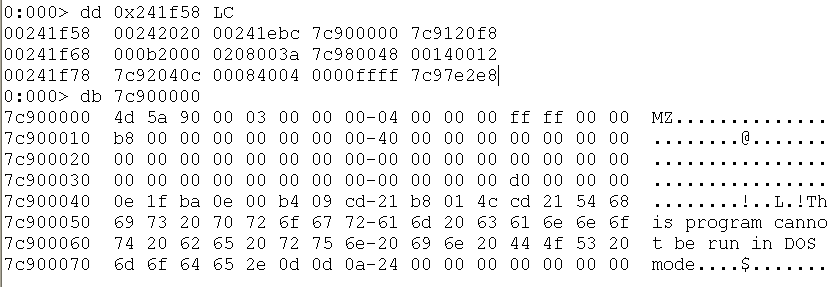 0:000> dd 0x241f58 LC
00241f58  00242020 00241ebc 7c900000 7c9120f8
00241f68  000b2000 0208003a 7c980048 00140012
00241f78  7c92040c 00084004 0000ffff 7c97e2e8
0:000> db 7c900000
7c900000  4d 5a 90 00 03 00 00 00-04 00 00 00 ff ff 00 00  MZ..............
7c900010  b8 00 00 00 00 00 00 00-40 00 00 00 00 00 00 00  ........@.......
7c900020  00 00 00 00 00 00 00 00-00 00 00 00 00 00 00 00  ................
7c900030  00 00 00 00 00 00 00 00-00 00 00 00 d0 00 00 00  ................
7c900040  0e 1f ba 0e 00 b4 09 cd-21 b8 01 4c cd 21 54 68  ........!..L.!Th
7c900050  69 73 20 70 72 6f 67 72-61 6d 20 63 61 6e 6e 6f  is program canno
7c900060  74 20 62 65 20 72 75 6e-20 69 6e 20 44 4f 53 20  t be run in DOS
7c900070  6d 6f 64 65 2e 0d 0d 0a-24 00 00 00 00 00 00 00  mode....$.......